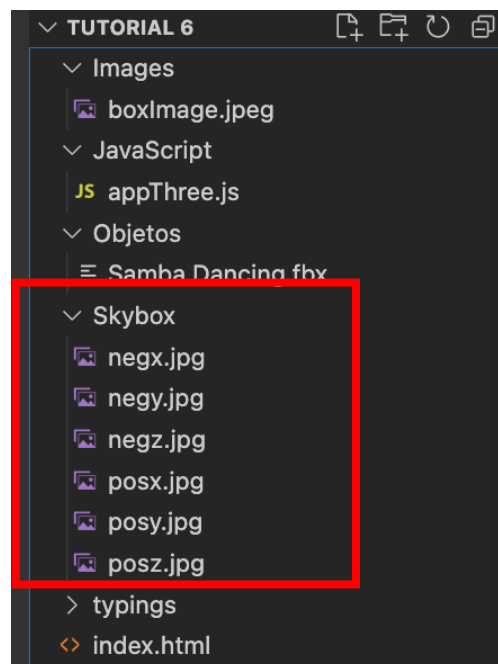 TUTORIAL 6
Images
boxImage.jpeg
JavaScript
JS appThree.js
Objetos
Samba Dancing fbx
Skybox
negx.jpg
negy.jpg
negz.jpg
posx.jpg
posy.jpg
posz.jpg
typings
index.html